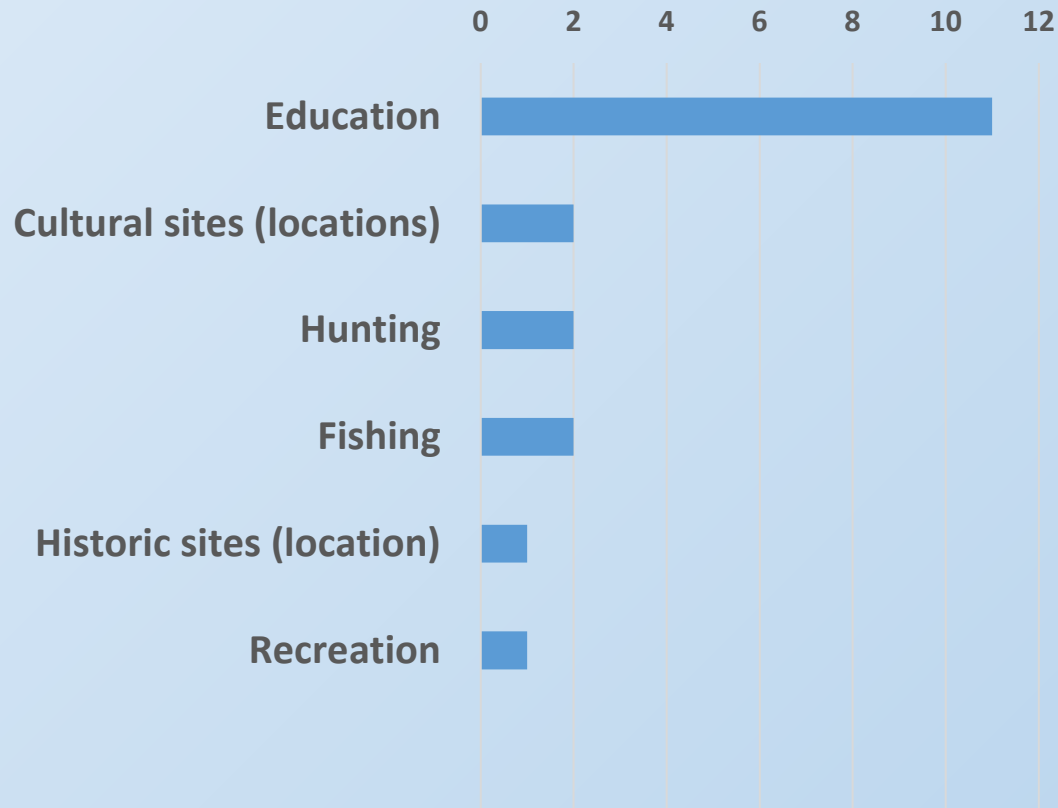 0 2 4 6 8 10 12
Education
Cultural sites (locations)
Hunting
Fishing
Historic sites (location)
Recreation